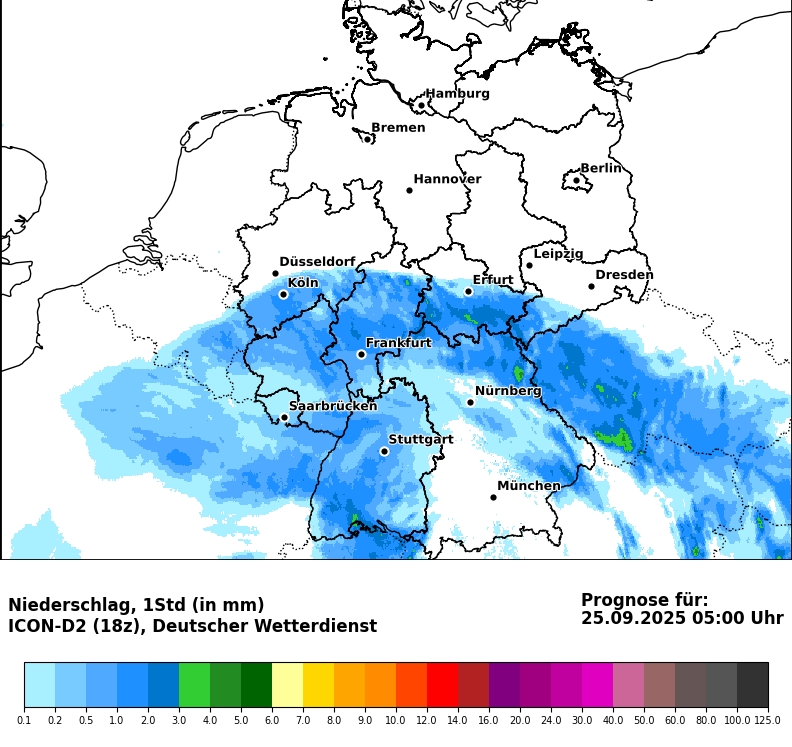 Hamburg
Bremen
Berlin
Hannover
Leipzig
Düsseldorf
Dresden
Köln
Erfurt
Frankfurt
Nürnberg
Saarbrücken
Stuttgart
München
Niederschlag, 1Std (in mm)
ICON-D2 (18z), Deutscher Wetterdienst
Prognose für:
25.09.2025 05:00 Uhr
0.1 0.2 0.5 1.0 2.0 3.0 4.0 5.0 6.0 7.0 8.0 9.0 10.0 12.0 14.0 16.0 20.0 24.0 30.0 40.0 50.0 60.0 80.0 100.0 125.0